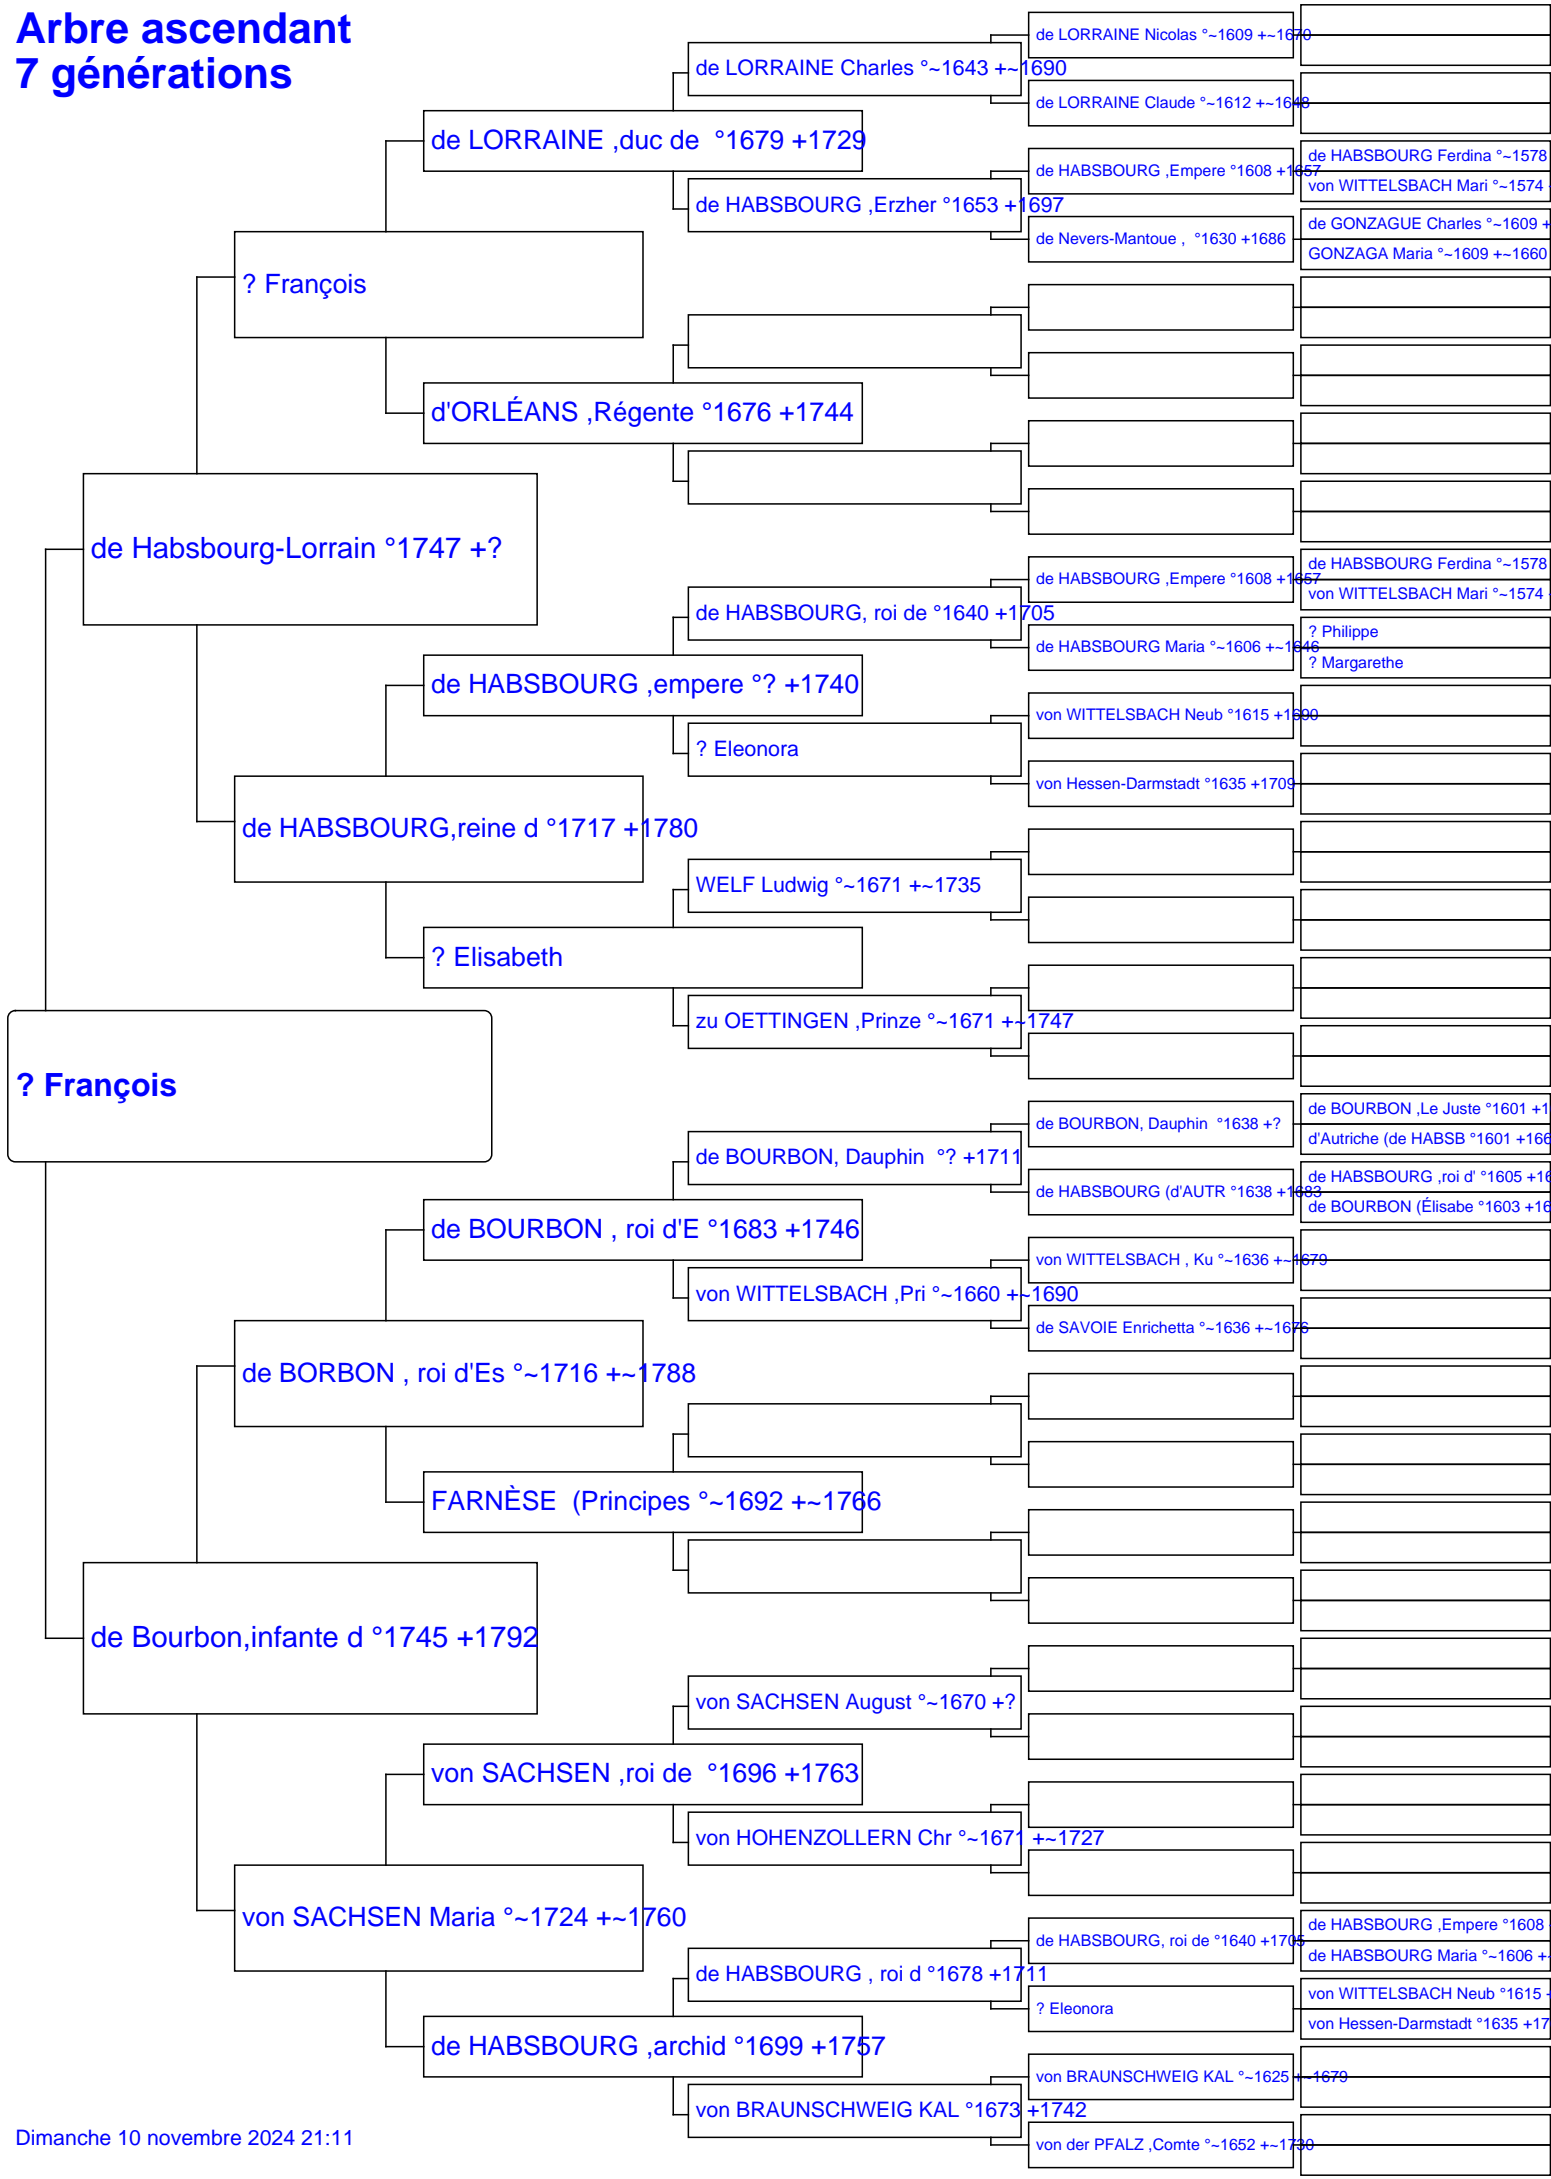 Arbre ascendant
7 générations
de LORRAINE Nicolas °~1609 +~1670
de LORRAINE Charles °~1643 +~1690
de LORRAINE Claude °~1612 +~1648
de LORRAINE ,duc de °1679 +1729
de HABSBOURG Ferdina °~1578
de HABSBOURG ,Empere °1608 +1657
von WITTELSBACH Mari °~1574
de HABSBOURG ,Erzher °1653 +1697
de GONZAGUE Charles °~1609 +
de Nevers-Mantoue , °1630 +1686
GONZAGA Maria °~1609 +~1660
? François
d'ORLÉANS ,Régente °1676 +1744
de Habsbourg-Lorrain °1747 +?
de HABSBOURG Ferdina °~1578
de HABSBOURG ,Empere °1608 +1657
von WITTELSBACH Mari °~1574
de HABSBOURG, roi de °1640 +1705
? Philippe
de HABSBOURG Maria °~1606 +~1646
? Margarethe
de HABSBOURG ,empere °? +1740
von WITTELSBACH Neub °1615 +1690
? Eleonora
von Hessen-Darmstadt °1635 +1709
de HABSBOURG,reine d °1717 +1780
WELF Ludwig °~1671 +~1735
? Elisabeth
zu OETTINGEN ,Prinze °~1671 +~1747
? François
de BOURBON ,Le Juste °1601 +1
de BOURBON, Dauphin °1638 +?
d'Autriche (de HABSB °1601 +166
de BOURBON, Dauphin °? +1711
de HABSBOURG ,roi d' °1605 +16
de HABSBOURG (d'AUTR °1638 +1683
de BOURBON (Élisabe °1603 +16
de BOURBON , roi d'E °1683 +1746
von WITTELSBACH , Ku °~1636 +~1679
von WITTELSBACH ,Pri °~1660 +~1690
de SAVOIE Enrichetta °~1636 +~1676
de BORBON , roi d'Es °~1716 +~1788
FARNÈSE (Principes °~1692 +~1766
de Bourbon,infante d °1745 +1792
von SACHSEN August °~1670 +?
von SACHSEN ,roi de °1696 +1763
von HOHENZOLLERN Chr °~1671 +~1727
von SACHSEN Maria °~1724 +~1760
de HABSBOURG ,Empere °1608
de HABSBOURG, roi de °1640 +1705
de HABSBOURG Maria °~1606 +~
de HABSBOURG , roi d °1678 +1711
von WITTELSBACH Neub °1615 +
? Eleonora
von Hessen-Darmstadt °1635 +17
de HABSBOURG ,archid °1699 +1757
von BRAUNSCHWEIG KAL °~1625 +~1679
von BRAUNSCHWEIG KAL °1673 +1742
von der PFALZ ,Comte °~1652 +~1730
Dimanche 10 novembre 2024 21:11